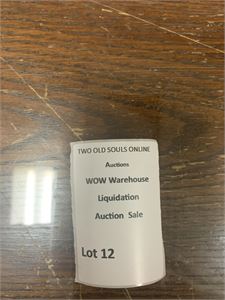 TWO OLD SOULS ONLINE
Auctions
WOW Warehouse
Liquidation
Auction Sale
Lot 12